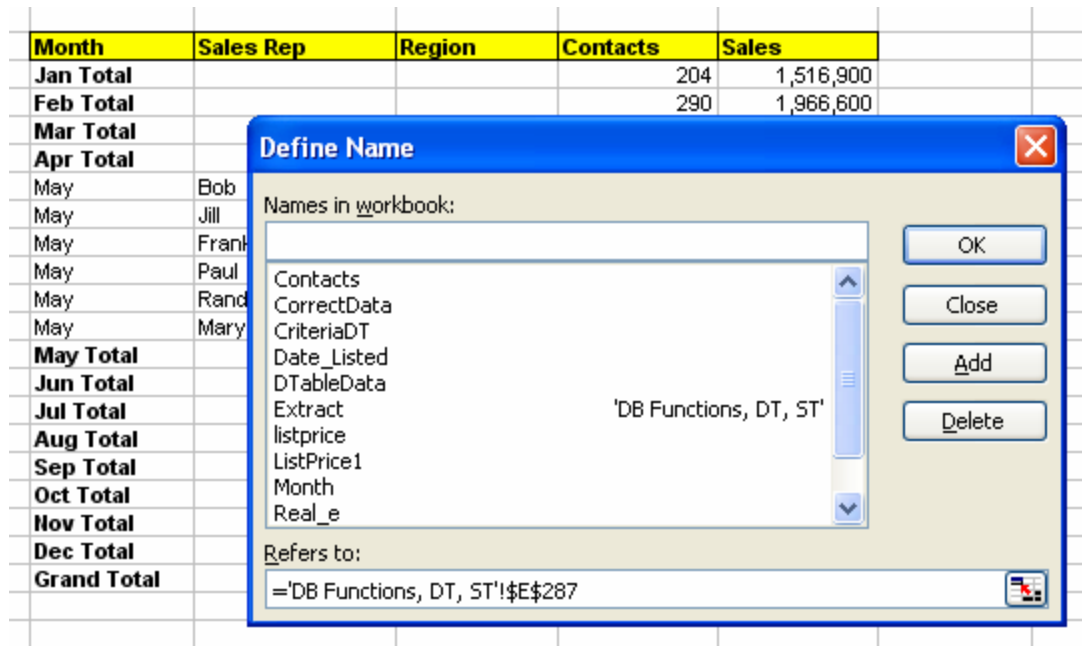 Month Sales Rep Region Contacts Sales
Jan Total 204 1,516,900
Feb Total 290 1,966,600
Mar Total
Apr Total
May Bob
May Jill
May Frank
May Paul
May Rand
May Mary
May Total
Jun Total
Jul Total
Aug Total
Sep Total
Oct Total
Nov Total
Dec Total
Grand Total
Define Name
Names in workbook:
Contacts
CorrectData
CriteriaDT
Date_Listed
DTableData
Extract 'DB Functions, DT, ST'
listprice
ListPrice1
Month
Real_e
OK
Close
Add
Delete
Refers to:
='DB Functions, DT, ST'!$E$287